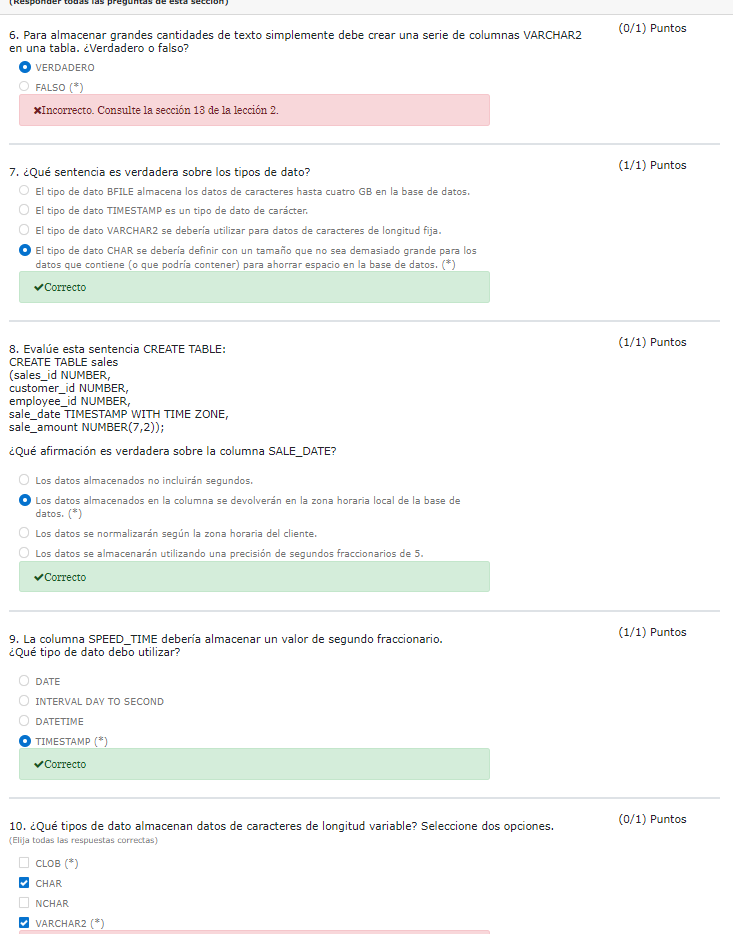 (Responder todas las preguntas de esta sección)
6. Para almacenar grandes cantidades de texto simplemente debe crear una serie de columnas VARCHAR2
(0/1) Puntos
en una tabla. ¿Verdadero o falso?
VERDADERO
FALSO (*)
✖Incorrecto. Consulte la sección 13 de la lección 2.
7. ¿Qué sentencia es verdadera sobre los tipos de dato?
(1/1) Puntos
El tipo de dato BFILE almacena los datos de caracteres hasta cuatro GB en la base de datos.
El tipo de dato TIMESTAMP es un tipo de dato de carácter.
El tipo de dato VARCHAR2 se debería utilizar para datos de caracteres de longitud fija.
El tipo de dato CHAR se debería definir con un tamaño que no sea demasiado grande para los
datos que contiene (o que podría contener) para ahorrar espacio en la base de datos. (*)
✔Correcto
8. Evalúe esta sentencia CREATE TABLE:
(1/1) Puntos
CREATE TABLE sales
(sales_id NUMBER,
customer_id NUMBER,
employee_id NUMBER,
sale_date TIMESTAMP WITH TIME ZONE,
sale_amount NUMBER(7,2));
¿Qué afirmación es verdadera sobre la columna SALE_DATE?
Los datos almacenados no incluirán segundos.
Los datos almacenados en la columna se devolverán en la zona horaria local de la base de
datos. (*)
Los datos se normalizarán según la zona horaria del cliente.
Los datos se almacenarán utilizando una precisión de segundos fraccionarios de 5.
✔Correcto
9. La columna SPEED_TIME debería almacenar un valor de segundo fraccionario.
(1/1) Puntos
¿Qué tipo de dato debo utilizar?
DATE
INTERVAL DAY TO SECOND
DATETIME
TIMESTAMP (*)
✔Correcto
10. ¿Qué tipos de dato almacenan datos de caracteres de longitud variable? Seleccione dos opciones.
(0/1) Puntos
(Elija todas las respuestas correctas)
CLOB (*)
CHAR
NCHAR
VARCHAR2 (*)